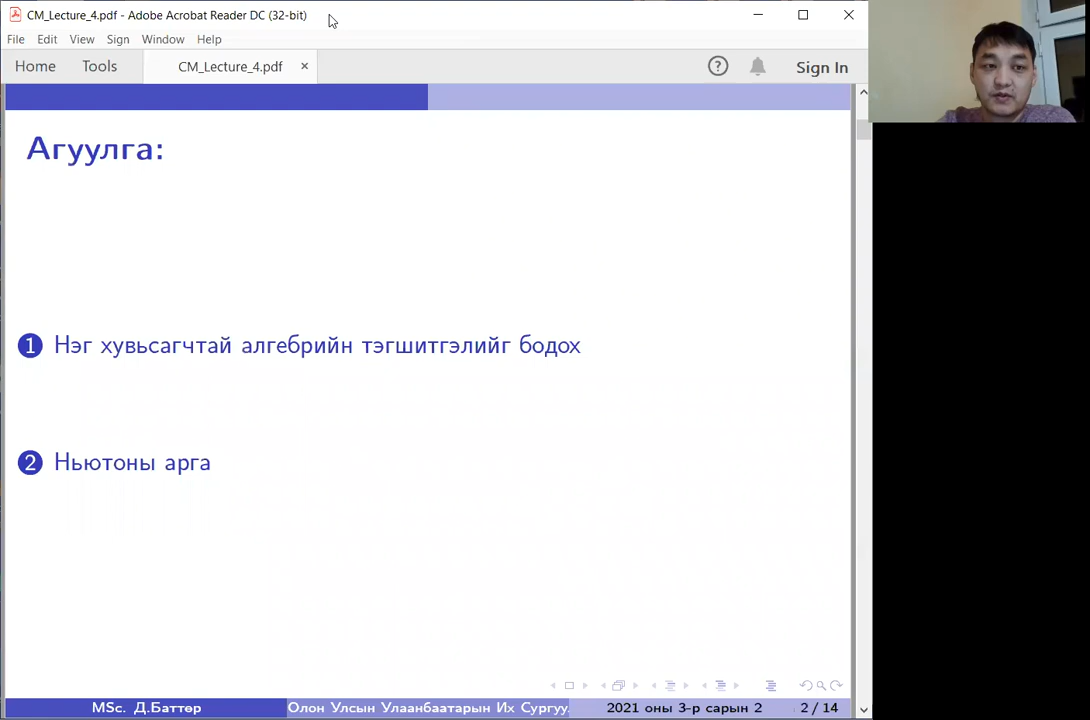 CM_Lecture_4.pdf - Adobe Acrobat Reader DC (32-bit)
File Edit View Sign Window Help
Home Tools CM_Lecture_4.pdf × Sign In
Агуулга:
1 Нэг хувьсагчтай алгебрийн тэгшитгэлийг бодох
2 Ньютоны арга
MSc. Д.Баттөр Олон Улсын Улаанбаатарын Их Сургуу. 2021 оны 3-р сарын 2 2 / 14